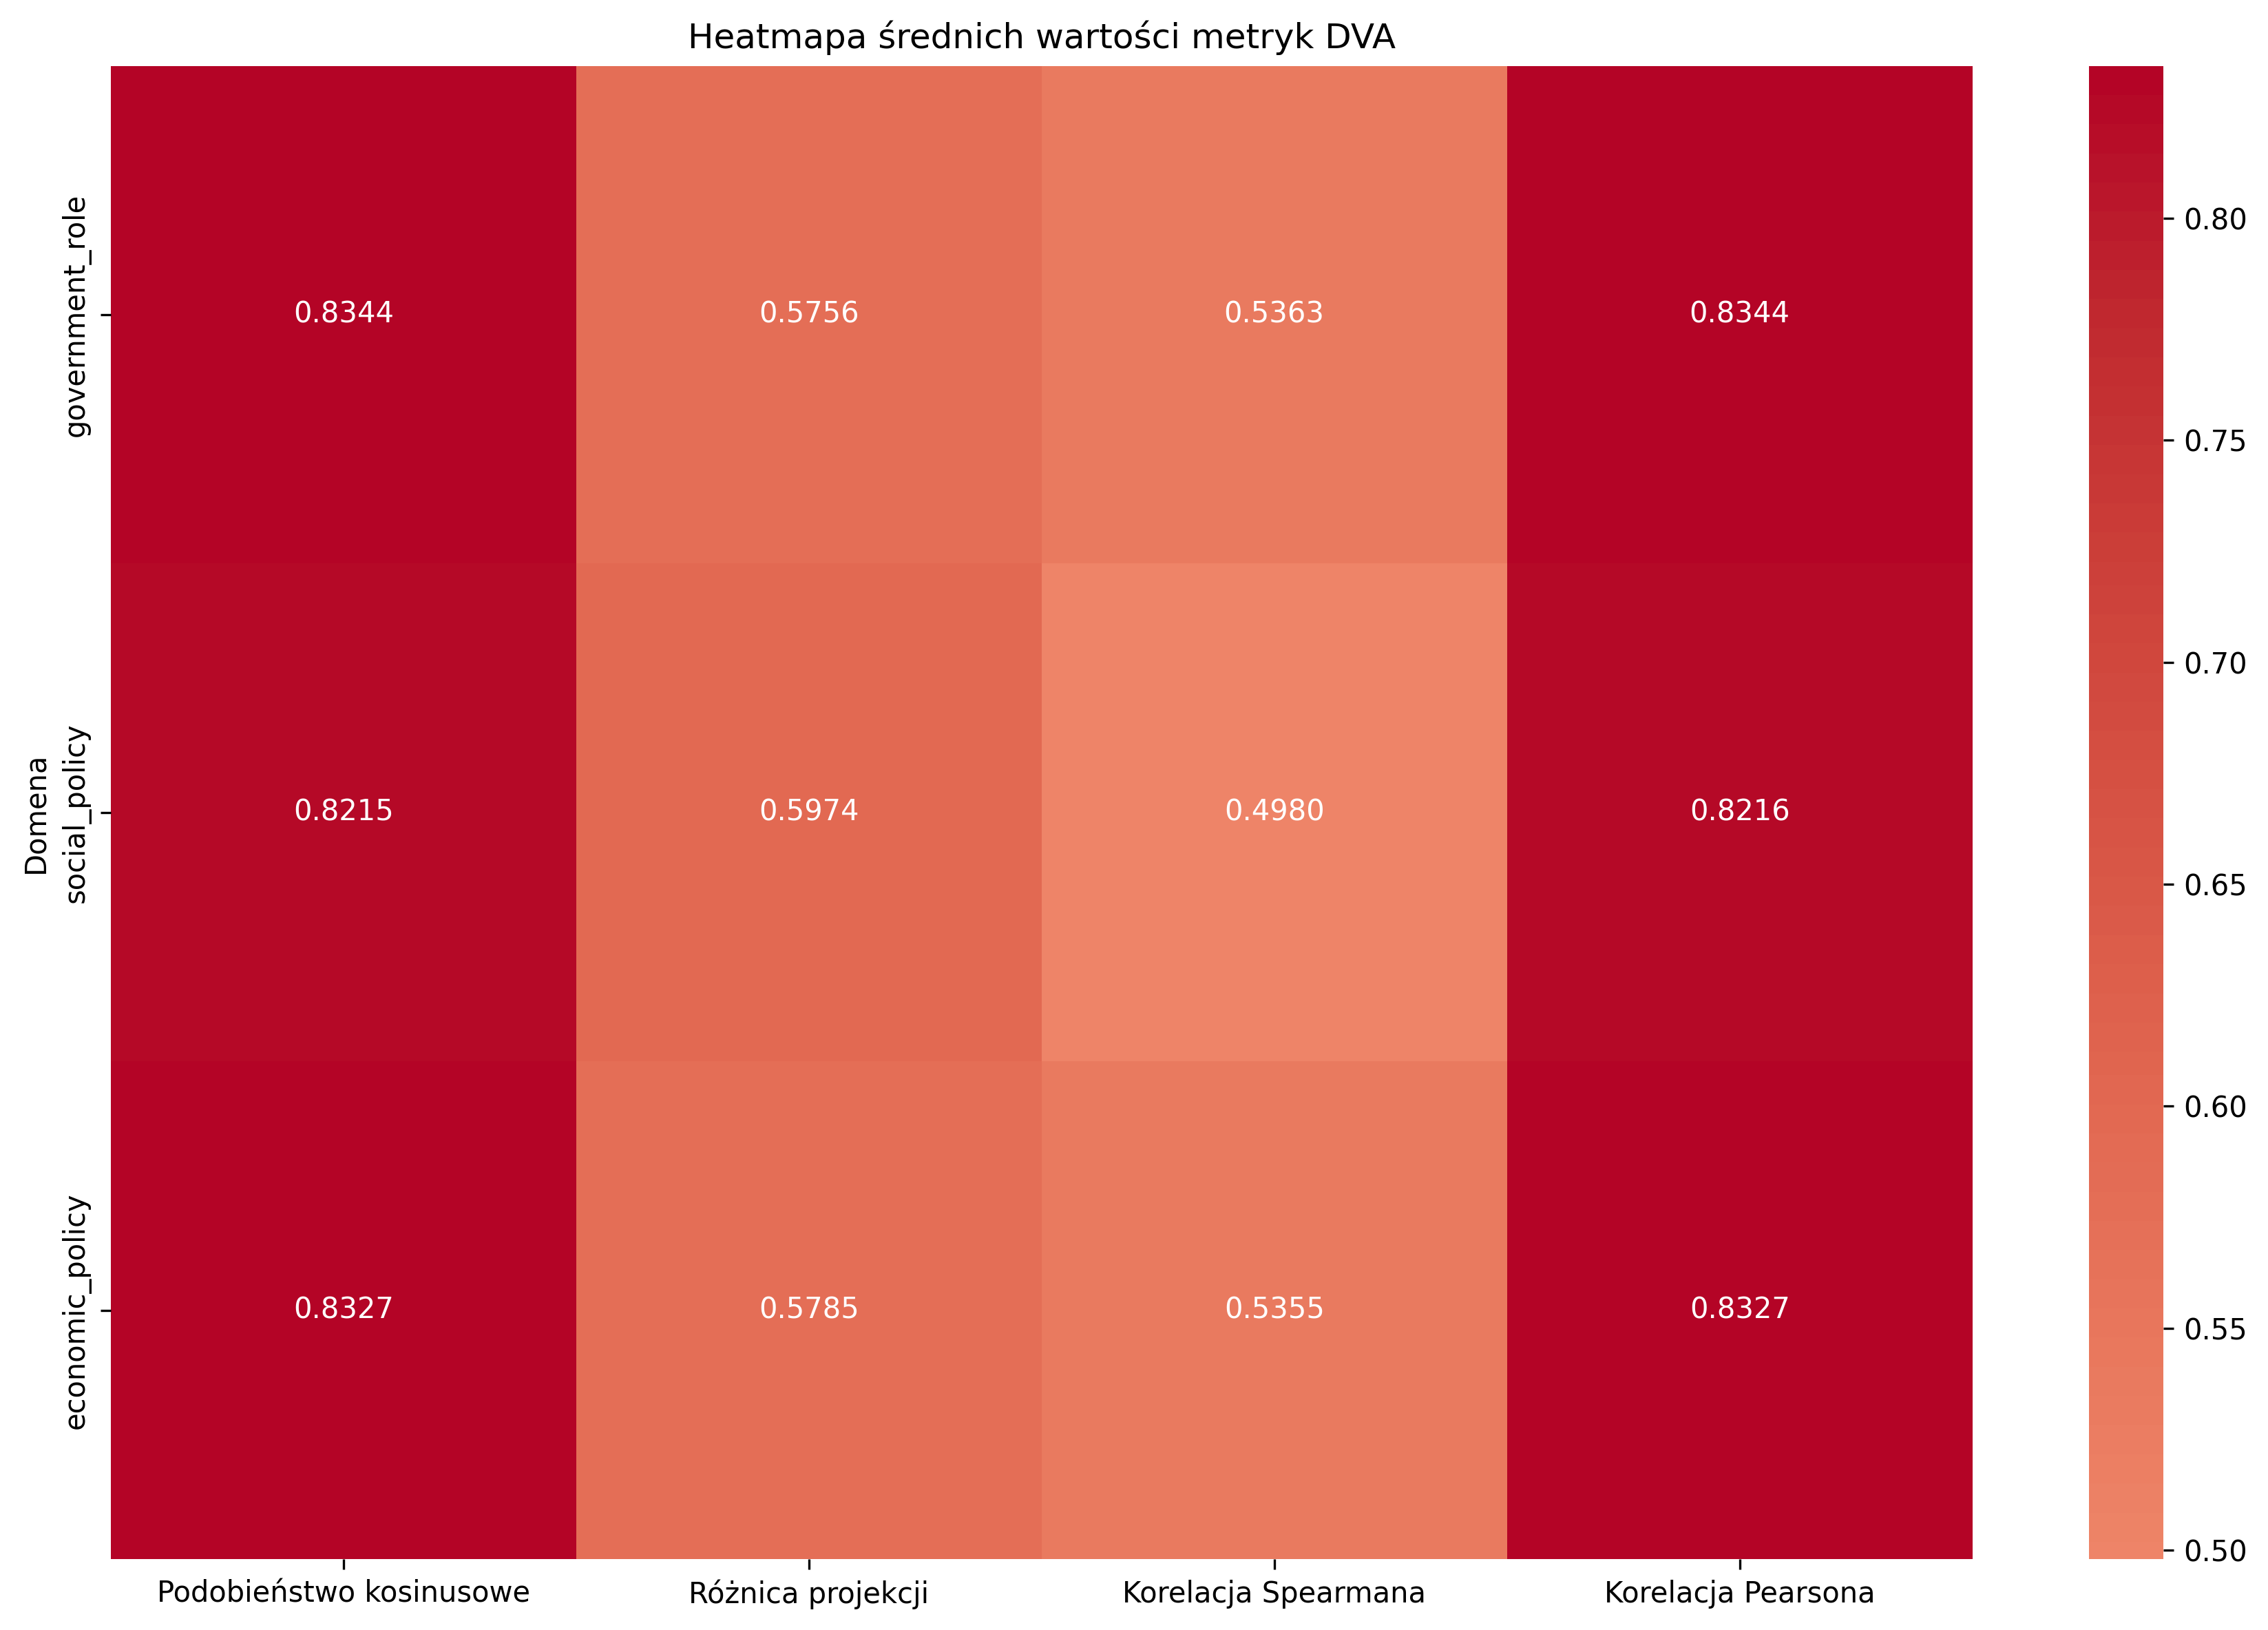 Heatmapa średnich wartości metryk DVA
Domena
government_role
0.8344 0.5756 0.5363 0.8344
social_policy
0.8215 0.5974 0.4980 0.8216
economic_policy
0.8327 0.5785 0.5355 0.8327
Podobieństwo kosinusowe Różnica projekcji Korelacja Spearmana Korelacja Pearsona
0.80
0.75
0.70
0.65
0.60
0.55
0.50